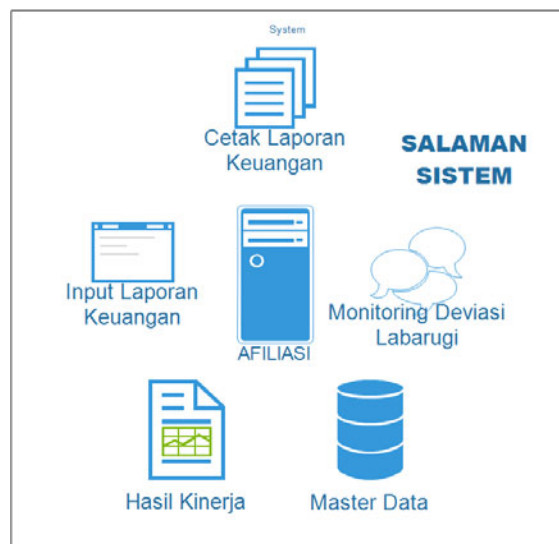 System
Cetak Laporan
Keuangan
SALAMAN
SISTEM
Input Laporan
Keuangan
AFILIASI
Monitoring Deviasi
Labarugi
Hasil Kinerja
Master Data